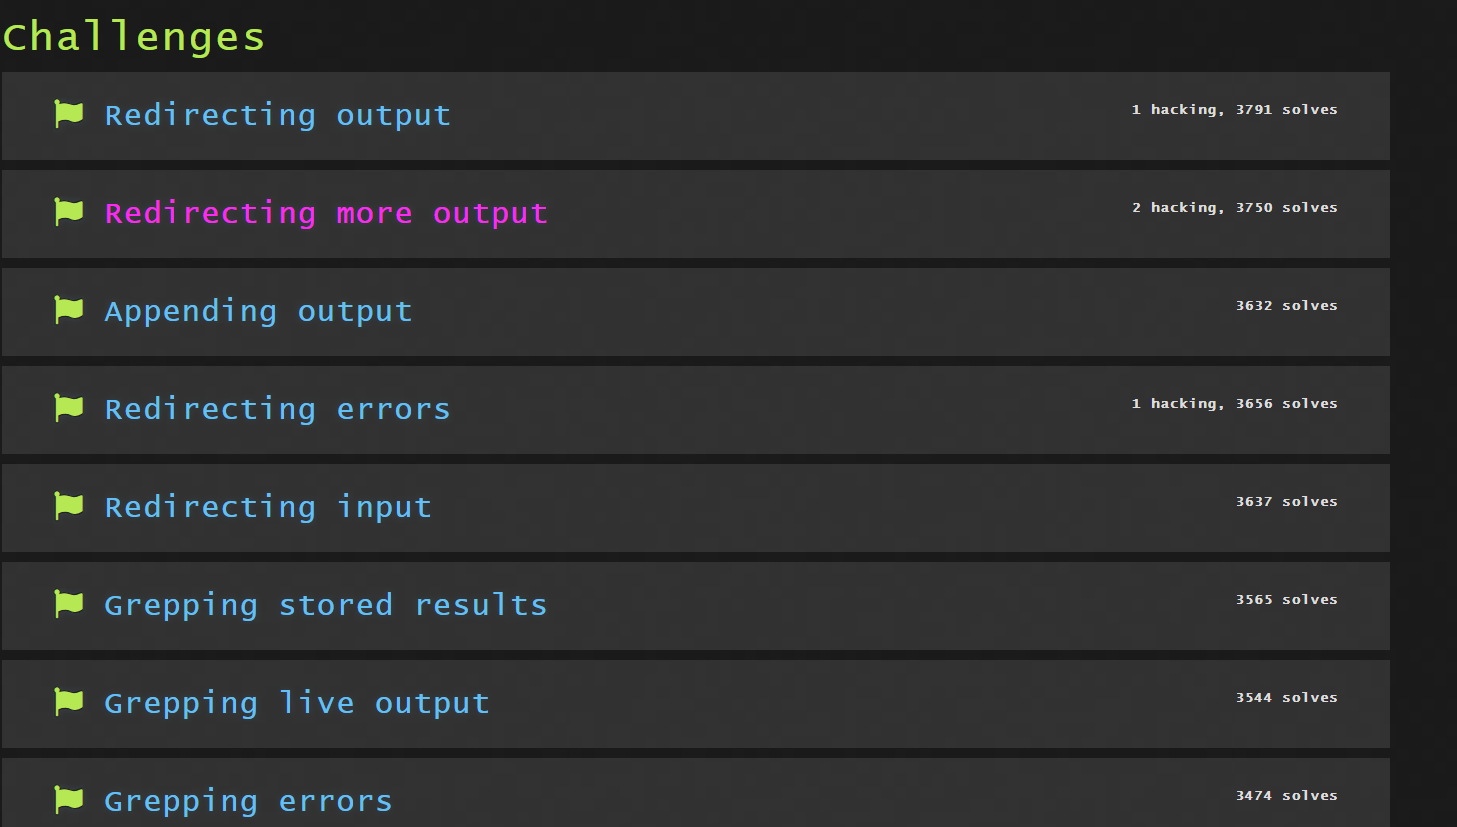 Challenges
Redirecting output 1 hacking, 3791 solves
Redirecting more output 2 hacking, 3750 solves
Appending output 3632 solves
Redirecting errors 1 hacking, 3656 solves
Redirecting input 3637 solves
Grepping stored results 3565 solves
Grepping live output 3544 solves
Grepping errors 3474 solves